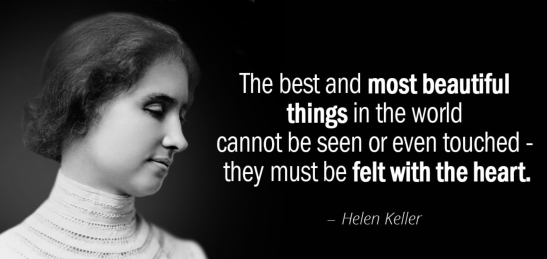 The best and most beautiful
things in the world
cannot be seen or even touched -
they must be felt with the heart.
– Helen Keller